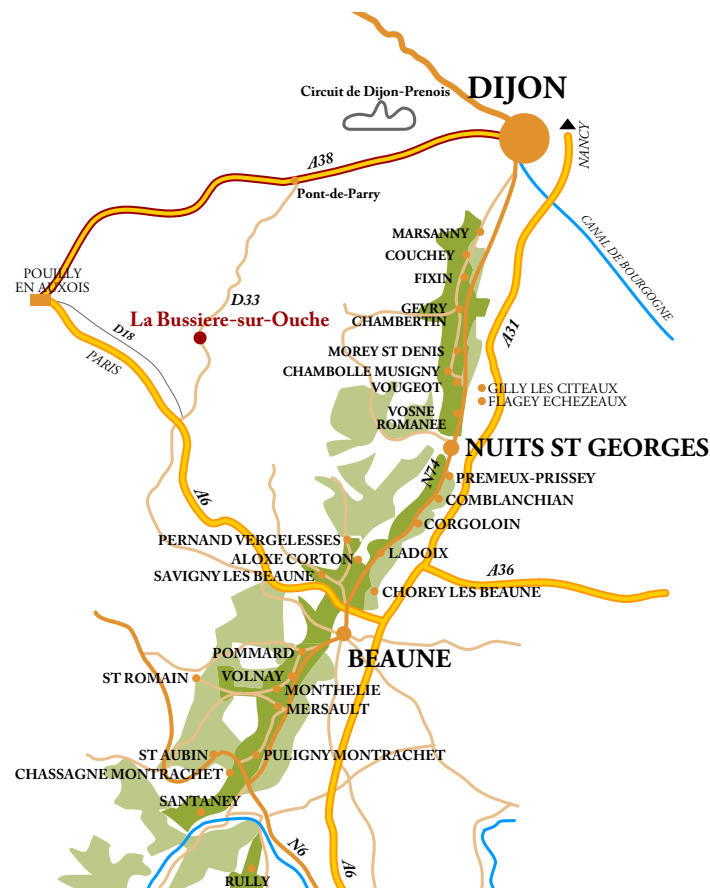 DIJON
Circuit de Dijon-Prenois
NANCY
A38
Pont-de-Parry
CANAL DE BOURGOGNE
MARSANNY
COUCHEY
POUILLY
EN AUXOIS
FIXIN
D33
GEVRY
CHAMBERTIN
La Bussiere-sur-Ouche
D18
A31
PARIS
MOREY ST DENIS
CHAMBOLLE MUSIGNY
VOUGEOT
GILLY LES CITEAUX
FLAGEY ECHEZEAUX
VOSNE
ROMANEE
NUITS ST GEORGES
N74
PREMEUX-PRISSEY
A6
COMBLANCHIAN
CORGOLOIN
PERNAND VERGELESSES
LADOIX
ALOXE CORTON
SAVIGNY LES BEAUNE
A36
CHOREY LES BEAUNE
POMMARD
BEAUNE
ST ROMAIN
VOLNAY
MONTHELIE
MERSAULT
ST AUBIN
PULIGNY MONTRACHET
CHASSAGNE MONTRACHET
SANTANEY
N6
A6
RULLY